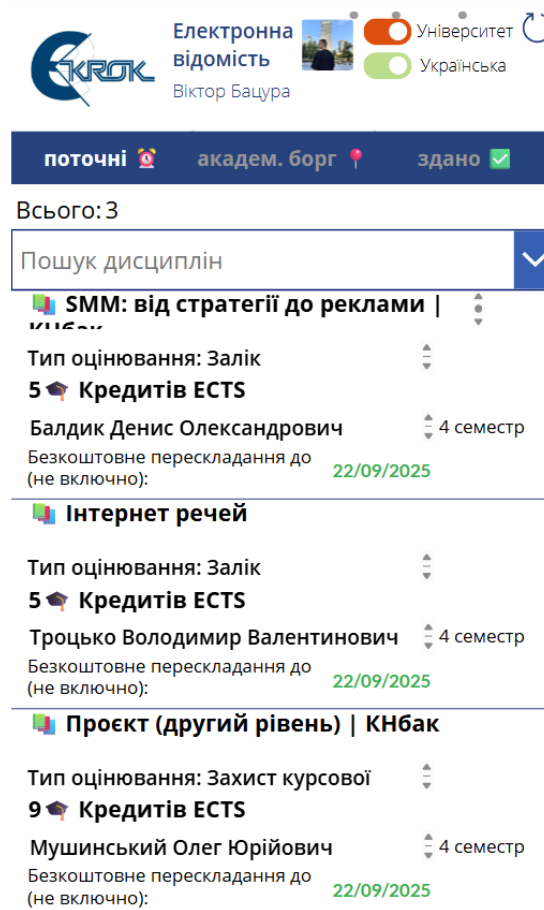 KROK
Електронна відомість
Віктор Бацура
Університет
Українська
поточні академ. борг здано
Всього: 3
Пошук дисциплін
SMM: від стратегії до реклами |
Тип оцінювання: Залік
5 Кредитів ECTS
Балдик Денис Олександрович 4 семестр
Безкоштовне перескладання до
(не включно): 22/09/2025
Інтернет речей
Тип оцінювання: Залік
5 Кредитів ECTS
Троцько Володимир Валентинович 4 семестр
Безкоштовне перескладання до
(не включно): 22/09/2025
Проєкт (другий рівень) | КНбак
Тип оцінювання: Захист курсової
9 Кредитів ECTS
Мушинський Олег Юрійович 4 семестр
Безкоштовне перескладання до
(не включно): 22/09/2025